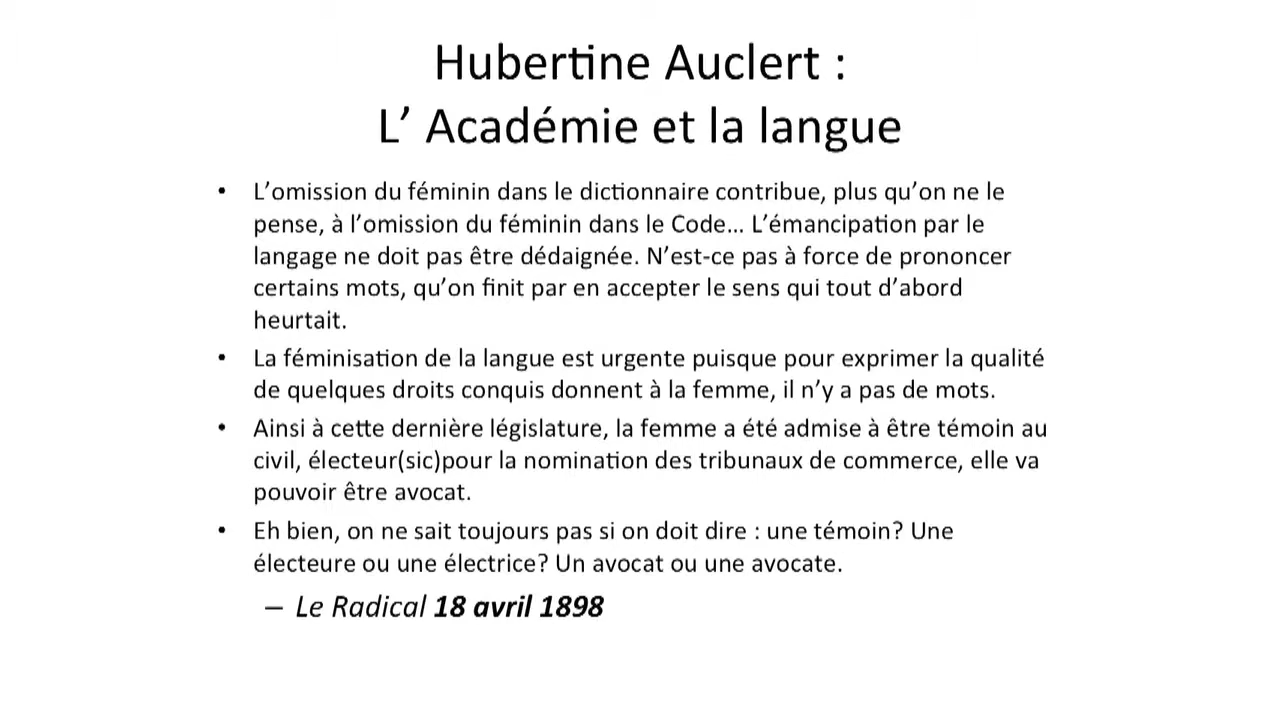 Hubertine Auclert :
L’ Académie et la langue
• L’omission du féminin dans le dictionnaire contribue, plus qu’on ne le
pense, à l’omission du féminin dans le Code… L’émancipation par le
langage ne doit pas être dédaignée. N’est-ce pas à force de prononcer
certains mots, qu’on finit par en accepter le sens qui tout d’abord
heurtait.
• La féminisation de la langue est urgente puisque pour exprimer la qualité
de quelques droits conquis donnent à la femme, il n’y a pas de mots.
• Ainsi à cette dernière législature, la femme a été admise à être témoin au
civil, électeur(sic)pour la nomination des tribunaux de commerce, elle va
pouvoir être avocat.
• Eh bien, on ne sait toujours pas si on doit dire : une témoin? Une
électeure ou une électrice? Un avocat ou une avocate.
– Le Radical 18 avril 1898